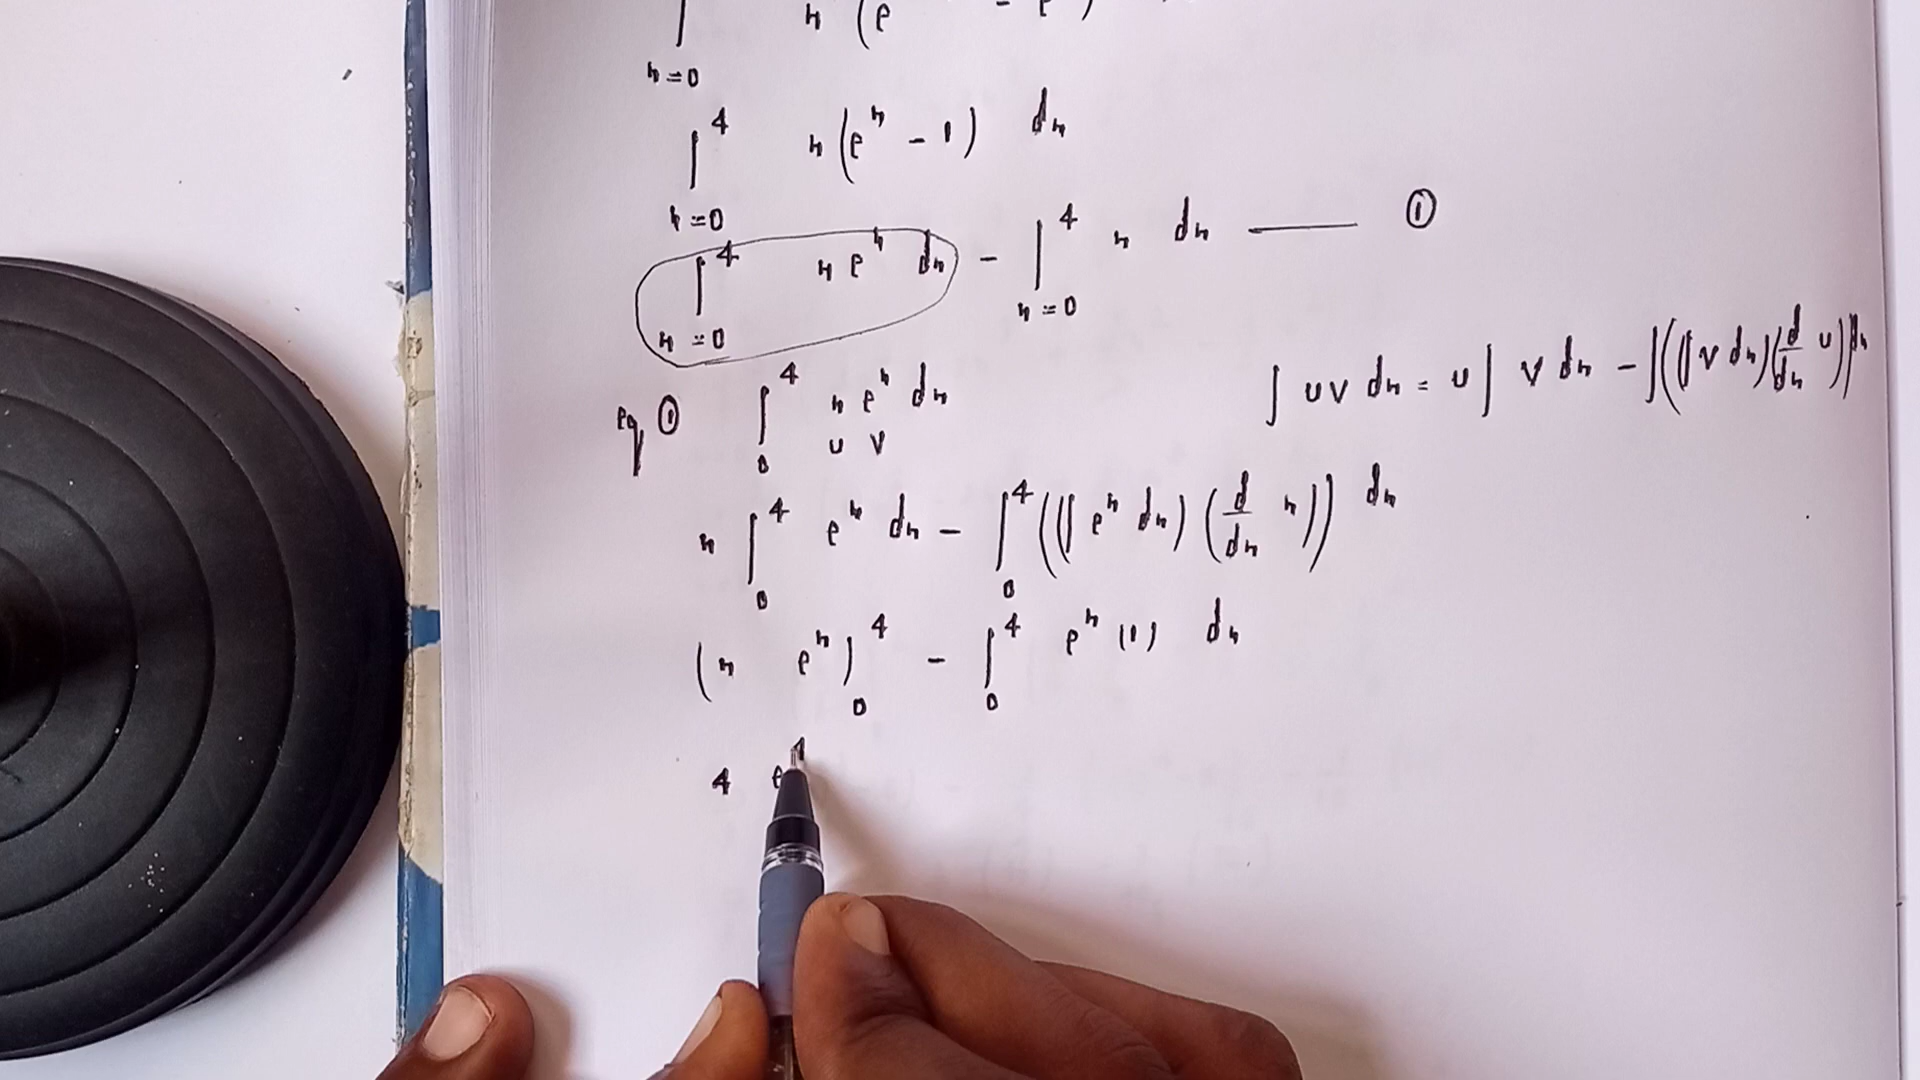 x=0 x(e - e)
∫ 4 x=0 x(eˣ - 1) dx
∫ 4 x=0 x eˣ dx - ∫ 4 x=0 x dx —— ①
eq ① ∫ 4 0 x eˣ dx
u v
∫ uv dx = u ∫ v dx - ∫((∫v dx)(d/dx u))dx
x ∫ 4 0 eˣ dx - ∫ 4 0 ((∫ eˣ dx)(d/dx x)) dx
(x eˣ) 4 0 - ∫ 4 0 eˣ (1) dx
4 e⁴